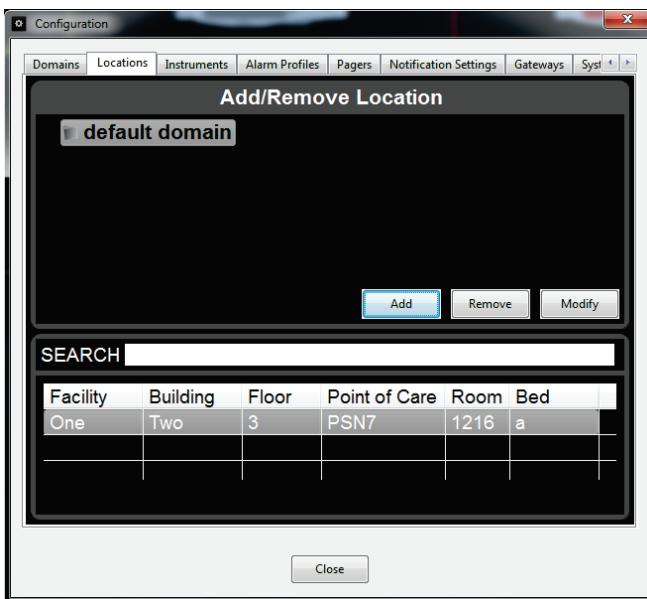 Configuration
Domains Locations Instruments Alarm Profiles Pagers Notification Settings Gateways Syst
Add/Remove Location
default domain
Add Remove Modify
SEARCH
Facility Building Floor Point of Care Room Bed
One Two 3 PSN7 1216 a
Close